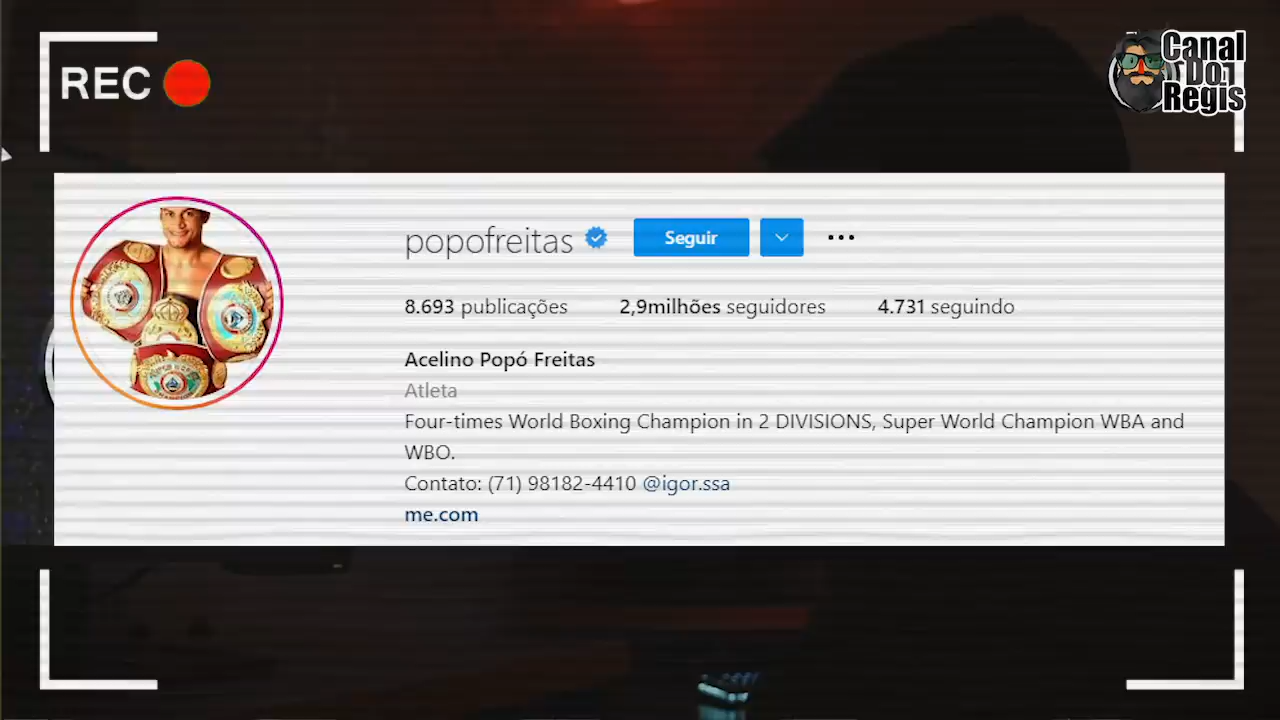 REC
Canal
Do
Regis
popofreitas
Seguir
8.693 publicações 2,9milhões seguidores 4.731 seguindo
Acelino Popó Freitas
Atleta
Four-times World Boxing Champion in 2 DIVISIONS, Super World Champion WBA and
WBO.
Contato: (71) 98182-4410 @igor.ssa
me.com